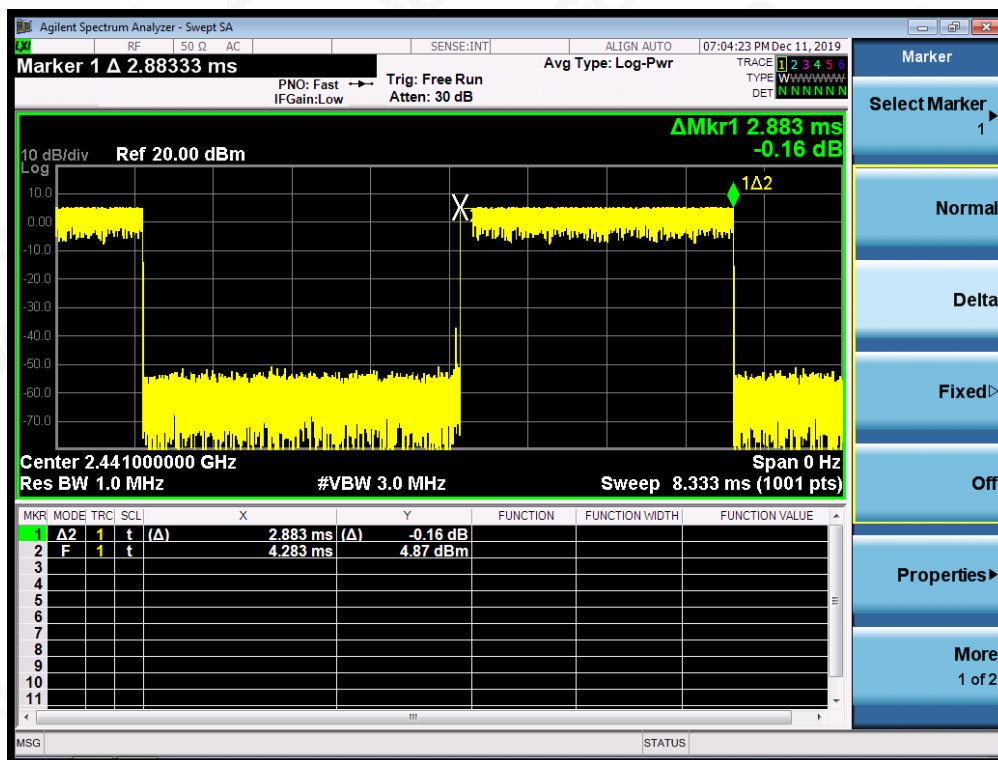 Agilent Spectrum Analyzer - Swept SA
LXI RF 50 Ω AC SENSE:INT ALIGN AUTO 07:04:23 PM Dec 11, 2019
Marker 1 Δ 2.88333 ms
PNO: Fast
IFGain:Low
Trig: Free Run
Atten: 30 dB
Avg Type: Log-Pwr
TRACE 1 2 3 4 5 6
TYPE WWWWWW
DET N N N N N N
ΔMkr1 2.883 ms
-0.16 dB
10 dB/div Ref 20.00 dBm
Log
10.0
0.00
-10.0
-20.0
-30.0
-40.0
-50.0
-60.0
-70.0
X
1Δ2
Center 2.441000000 GHz Span 0 Hz
Res BW 1.0 MHz #VBW 3.0 MHz Sweep 8.333 ms (1001 pts)
MKR MODE TRC SCL X Y FUNCTION FUNCTION WIDTH FUNCTION VALUE
1 Δ2 1 t (Δ) 2.883 ms (Δ) -0.16 dB
2 F 1 t 4.283 ms 4.87 dBm
3
4
5
6
7
8
9
10
11
MSG STATUS
Marker
Select Marker
1
Normal
Delta
Fixed
Off
Properties
More
1 of 2